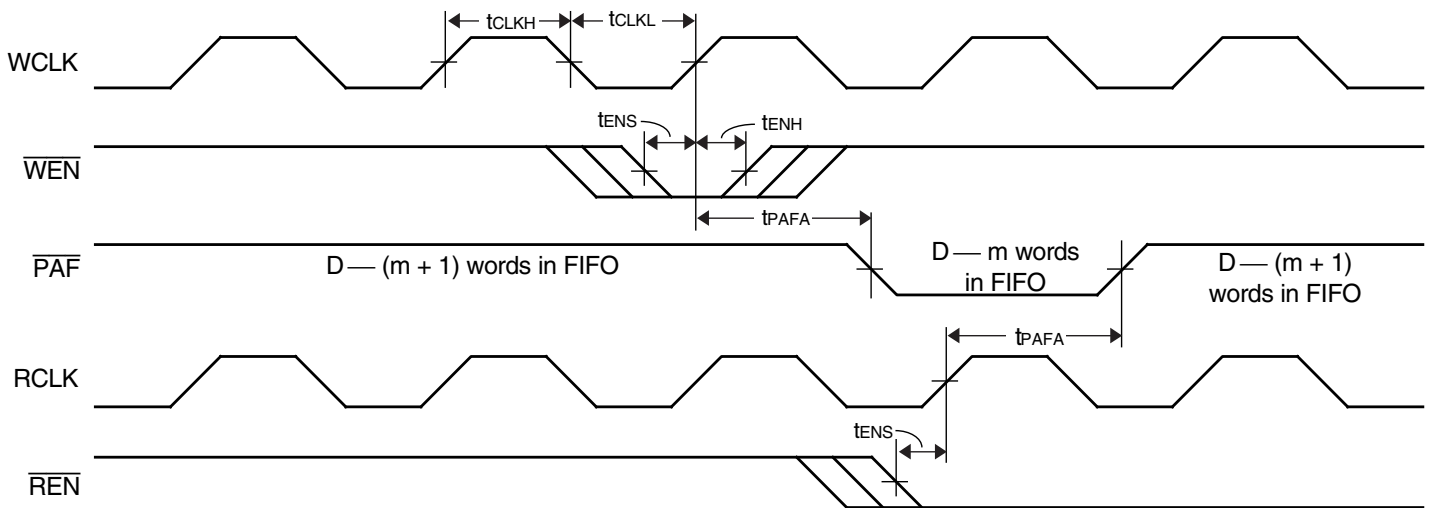 tCLKH
tCLKL
WCLK
tENS
tENH
WEN
tPAFA
PAF
D — (m + 1) words in FIFO
D — m words
in FIFO
D — (m + 1)
words in FIFO
tPAFA
RCLK
tENS
REN